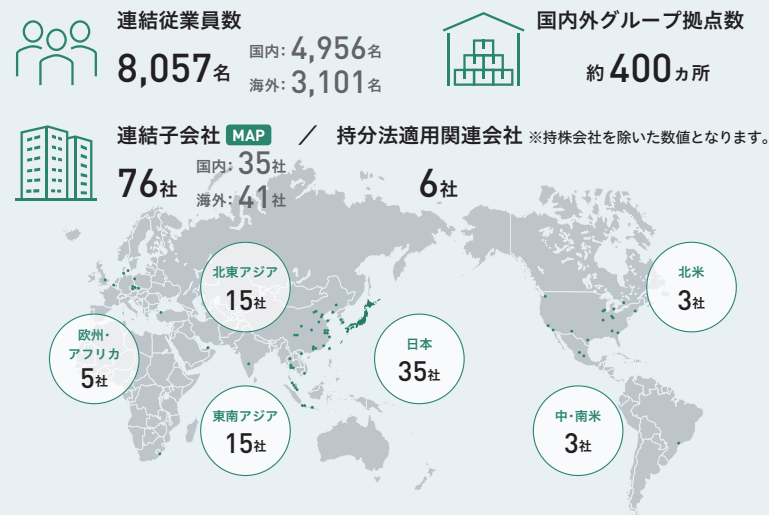 連結従業員数
8,057名
国内：4,956名
海外：3,101名
国内外グループ拠点数
約400ヵ所
連結子会社 MAP ／ 持分法適用関連会社 ※持株会社を除いた数値となります。
76社
国内：35社
海外：41社
6社
北東アジア
15社
北米
3社
欧州・
アフリカ
5社
日本
35社
東南アジア
15社
中・南米
3社